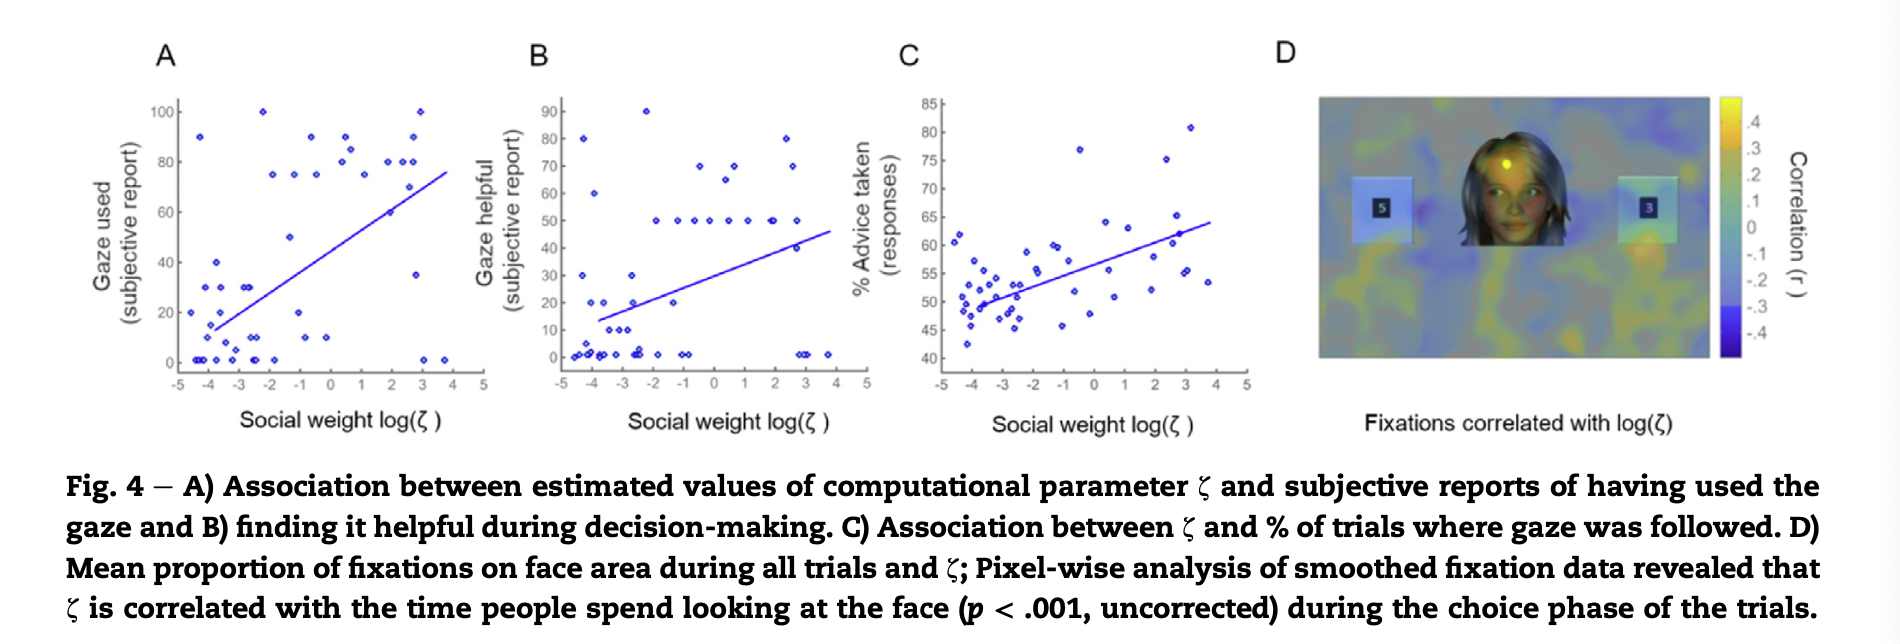 A
B
C
D
Gaze used
(subjective report)
100
80
60
40
20
0
-5 -4 -3 -2 -1 0 1 2 3 4 5
Social weight log(ζ )
Gaze helpful
(subjective report)
90
80
70
60
50
40
30
20
10
0
-5 -4 -3 -2 -1 0 1 2 3 4 5
Social weight log(ζ )
% Advice taken
(responses)
85
80
75
70
65
60
55
50
45
40
-5 -4 -3 -2 -1 0 1 2 3 4 5
Social weight log(ζ )
5
3
.4
.3
.2
.1
0
-.1
-.2
-.3
-.4
Correlation (r )
Fixations correlated with log(ζ)
Fig. 4 – A) Association between estimated values of computational parameter ζ and subjective reports of having used the
gaze and B) finding it helpful during decision-making. C) Association between ζ and % of trials where gaze was followed. D)
Mean proportion of fixations on face area during all trials and ζ; Pixel-wise analysis of smoothed fixation data revealed that
ζ is correlated with the time people spend looking at the face (p < .001, uncorrected) during the choice phase of the trials.